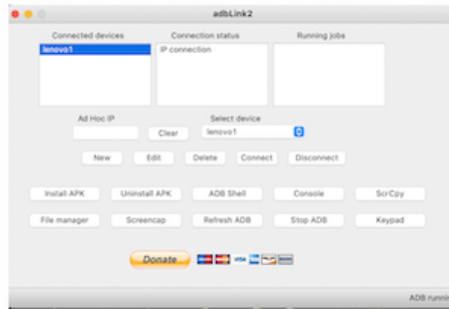 adbLink2
Connected devices Connection status Running jobs
lenovo1 IP connection
Ad Hoc IP Select device
Clear lenovo1
New Edit Delete Connect Disconnect
Install APK Uninstall APK ADB Shell Console ScrCpy
File manager Screencap Refresh ADB Stop ADB Keypad
Donate VISA
ADB runnin